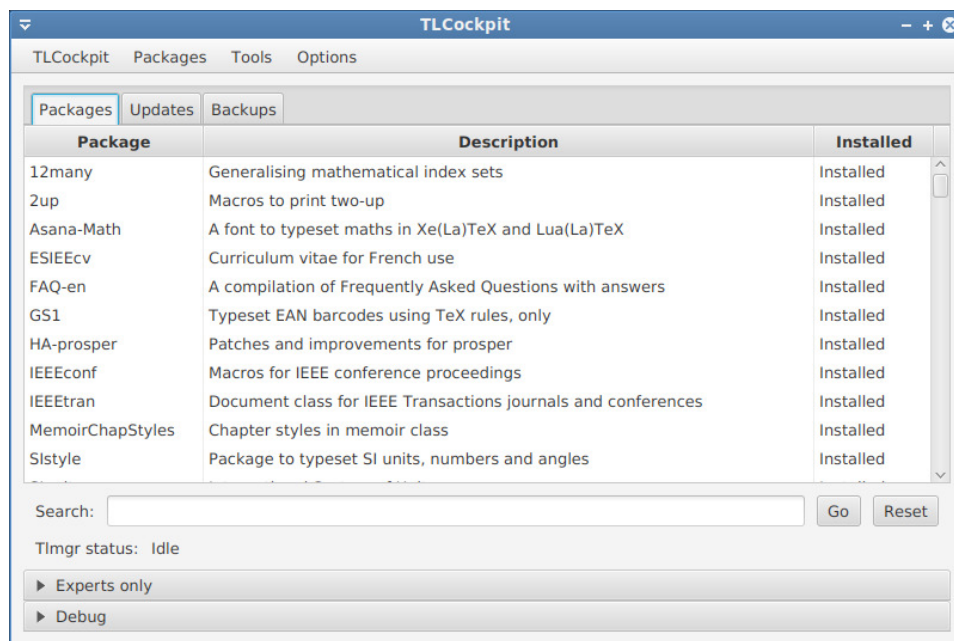 TLCockpit
TLCockpit Packages Tools Options
Packages Updates Backups
Package Description Installed
12many Generalising mathematical index sets Installed
2up Macros to print two-up Installed
Asana-Math A font to typeset maths in Xe(La)TeX and Lua(La)TeX Installed
ESIEEcv Curriculum vitae for French use Installed
FAQ-en A compilation of Frequently Asked Questions with answers Installed
GS1 Typeset EAN barcodes using TeX rules, only Installed
HA-prosper Patches and improvements for prosper Installed
IEEEconf Macros for IEEE conference proceedings Installed
IEEEtran Document class for IEEE Transactions journals and conferences Installed
MemoirChapStyles Chapter styles in memoir class Installed
SIstyle Package to typeset SI units, numbers and angles Installed
Search: Go Reset
Tlmgr status: Idle
Experts only
Debug